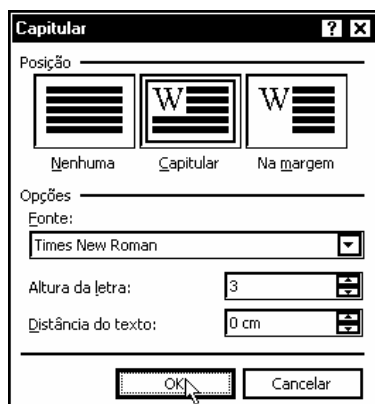 Capitular
Posição
W W
Nenhuma Capitular Na margem
Opções
Fonte:
Times New Roman
Altura da letra: 3
Distância do texto: 0 cm
OK Cancelar